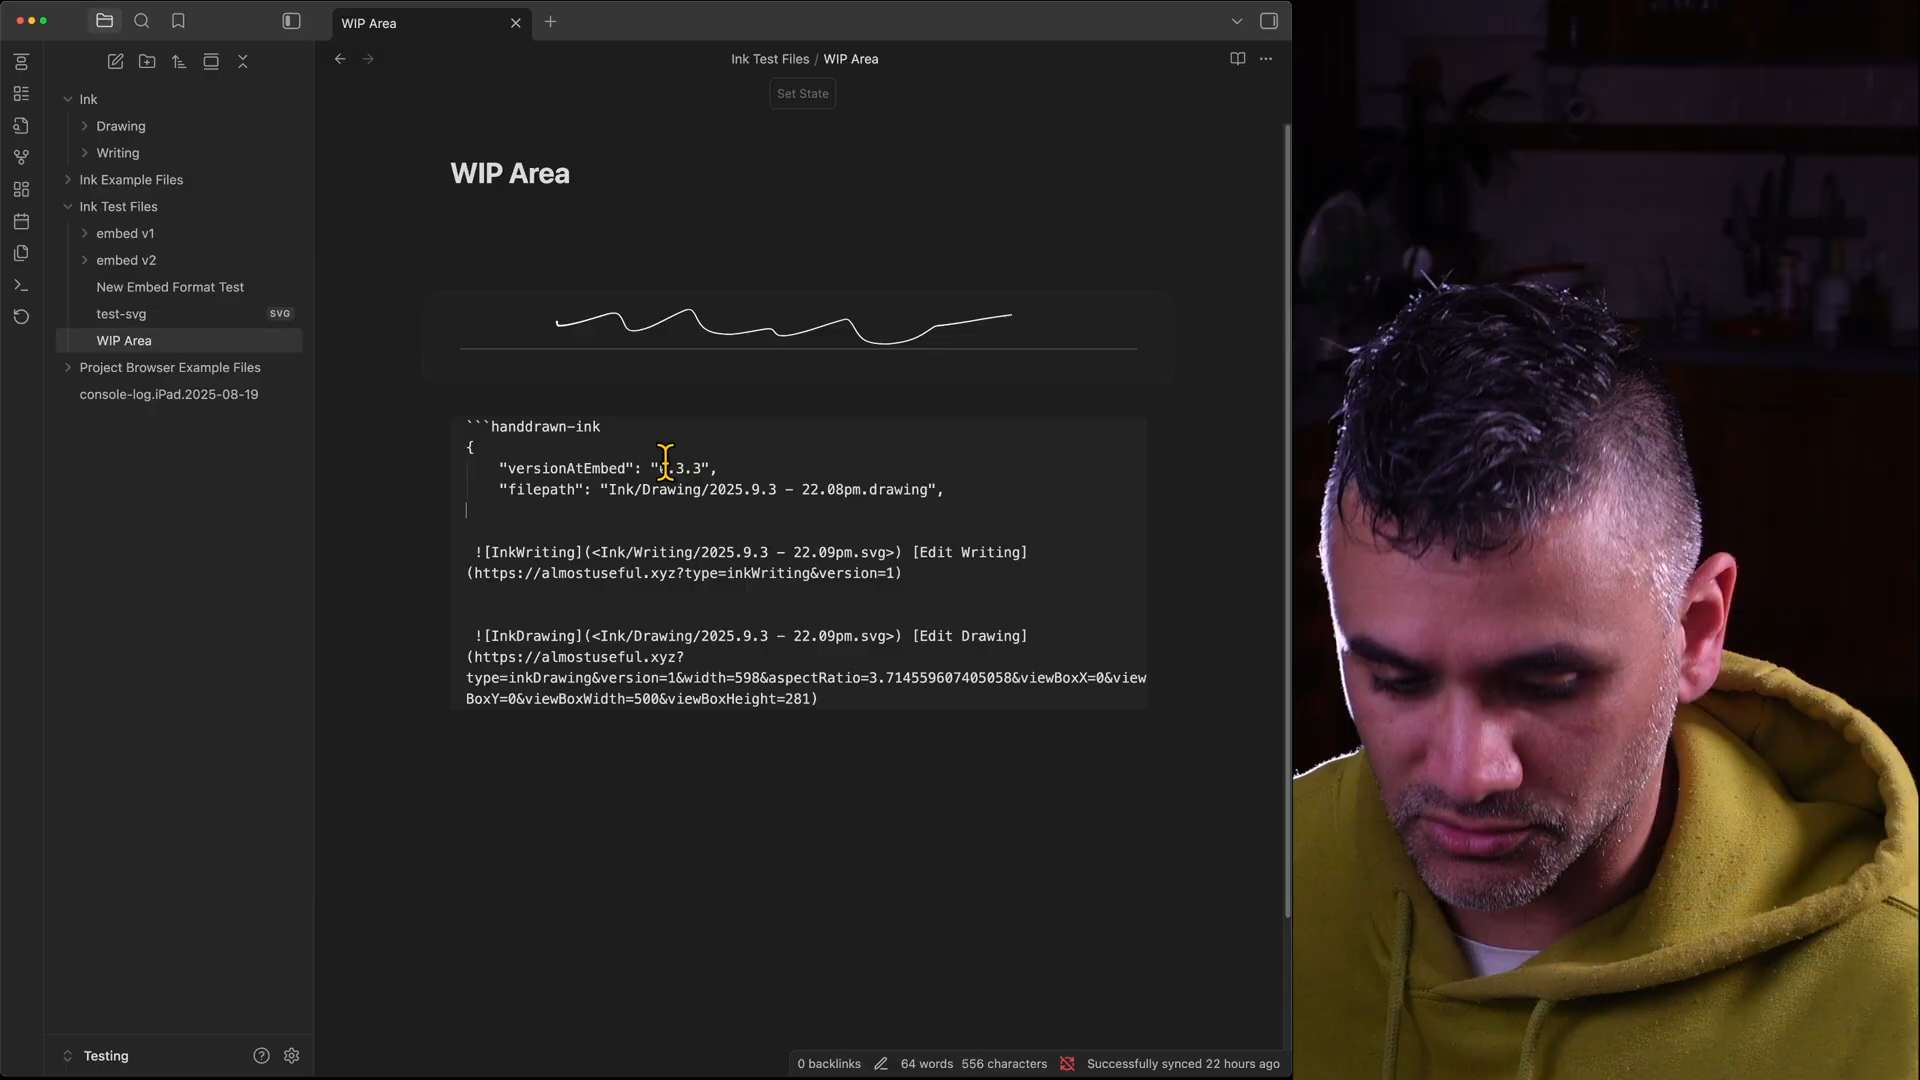 WIP Area
Ink Test Files / WIP Area
Set State
Ink
Drawing
Writing
Ink Example Files
Ink Test Files
embed v1
embed v2
New Embed Format Test
test-svg SVG
WIP Area
Project Browser Example Files
console-log.iPad.2025-08-19
WIP Area
```handdrawn-ink
{
"versionAtEmbed": "0.3.3",
"filepath": "Ink/Drawing/2025.9.3 - 22.08pm.drawing",
![InkWriting](<Ink/Writing/2025.9.3 - 22.09pm.svg>) [Edit Writing]
(https://almostuseful.xyz?type=inkWriting&version=1)
![InkDrawing](<Ink/Drawing/2025.9.3 - 22.09pm.svg>) [Edit Drawing]
(https://almostuseful.xyz?
type=inkDrawing&version=1&width=598&aspectRatio=3.714559607405058&viewBoxX=0&view
BoxY=0&viewBoxWidth=500&viewBoxHeight=281)
Testing
0 backlinks 64 words 556 characters Successfully synced 22 hours ago